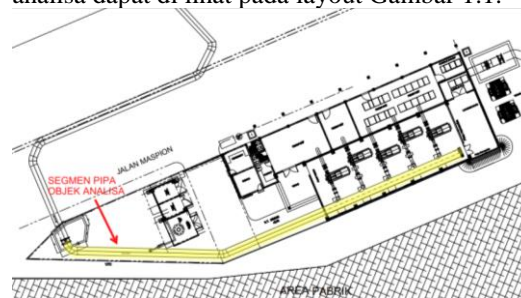 analisa dapat di lihat pada layout Gambar 1.1.
JALAN MASPION
SEGMEN PIPA
OBJEK ANALISA
AREA PABRIK